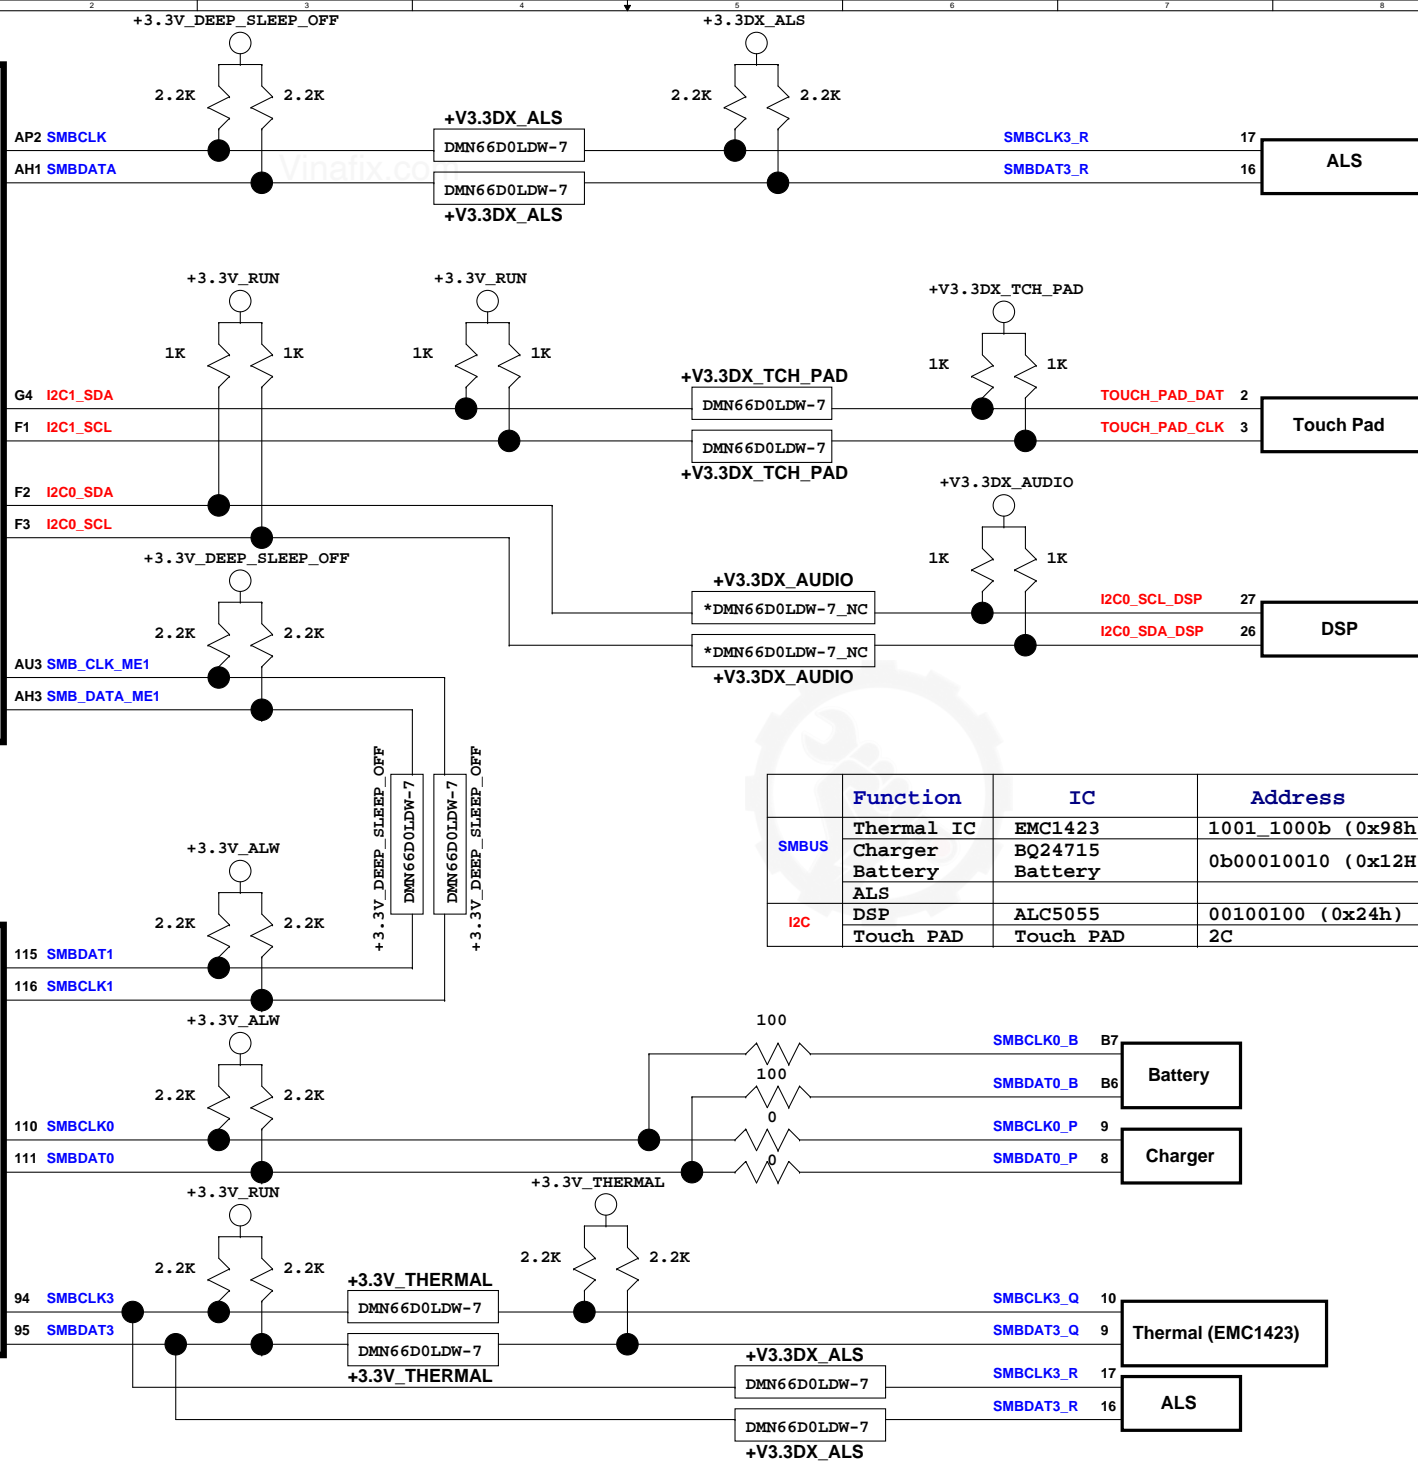 2 3 4 5 6 7 8
+3.3V_DEEP_SLEEP_OFF +3.3DX_ALS
2.2K 2.2K 2.2K 2.2K
+V3.3DX_ALS
AP2 SMBCLK DMN66D0LDW-7 SMBCLK3_R 17
ALS
Vinafix.com
AH1 SMBDATA DMN66D0LDW-7 SMBDAT3_R 16
+V3.3DX_ALS
+3.3V_RUN +3.3V_RUN +V3.3DX_TCH_PAD
1K 1K 1K 1K 1K 1K
+V3.3DX_TCH_PAD
G4 I2C1_SDA DMN66D0LDW-7 TOUCH_PAD_DAT 2
Touch Pad
F1 I2C1_SCL DMN66D0LDW-7 TOUCH_PAD_CLK 3
+V3.3DX_TCH_PAD
+V3.3DX_AUDIO
F2 I2C0_SDA
F3 I2C0_SCL
+3.3V_DEEP_SLEEP_OFF
1K 1K
+V3.3DX_AUDIO
*DMN66D0LDW-7_NC I2C0_SCL_DSP 27
DSP
2.2K 2.2K
*DMN66D0LDW-7_NC I2C0_SDA_DSP 26
+V3.3DX_AUDIO
AU3 SMB_CLK_ME1
AH3 SMB_DATA_ME1
+3.3V_DEEP_SLEEP_OFF
DMN66D0LDW-7
DMN66D0LDW-7
+3.3V_DEEP_SLEEP_OFF
Function IC Address
SMBUS
Thermal IC EMC1423 1001_1000b (0x98h
Charger BQ24715
0b00010010 (0x12H
Battery Battery
ALS
I2C
DSP ALC5055 00100100 (0x24h)
Touch PAD Touch PAD 2C
+3.3V_ALW
2.2K 2.2K
115 SMBDAT1
116 SMBCLK1
+3.3V_ALW
2.2K 2.2K
100
SMBCLK0_B B7
Battery
100
SMBDAT0_B B6
110 SMBCLK0 0 SMBCLK0_P 9
Charger
111 SMBDAT0 0 SMBDAT0_P 8
+3.3V_RUN +3.3V_THERMAL
2.2K 2.2K 2.2K 2.2K
+3.3V_THERMAL
94 SMBCLK3 DMN66D0LDW-7 SMBCLK3_Q 10
Thermal (EMC1423)
95 SMBDAT3 DMN66D0LDW-7 SMBDAT3_Q 9
+3.3V_THERMAL
+V3.3DX_ALS
DMN66D0LDW-7 SMBCLK3_R 17
ALS
DMN66D0LDW-7 SMBDAT3_R 16
+V3.3DX_ALS